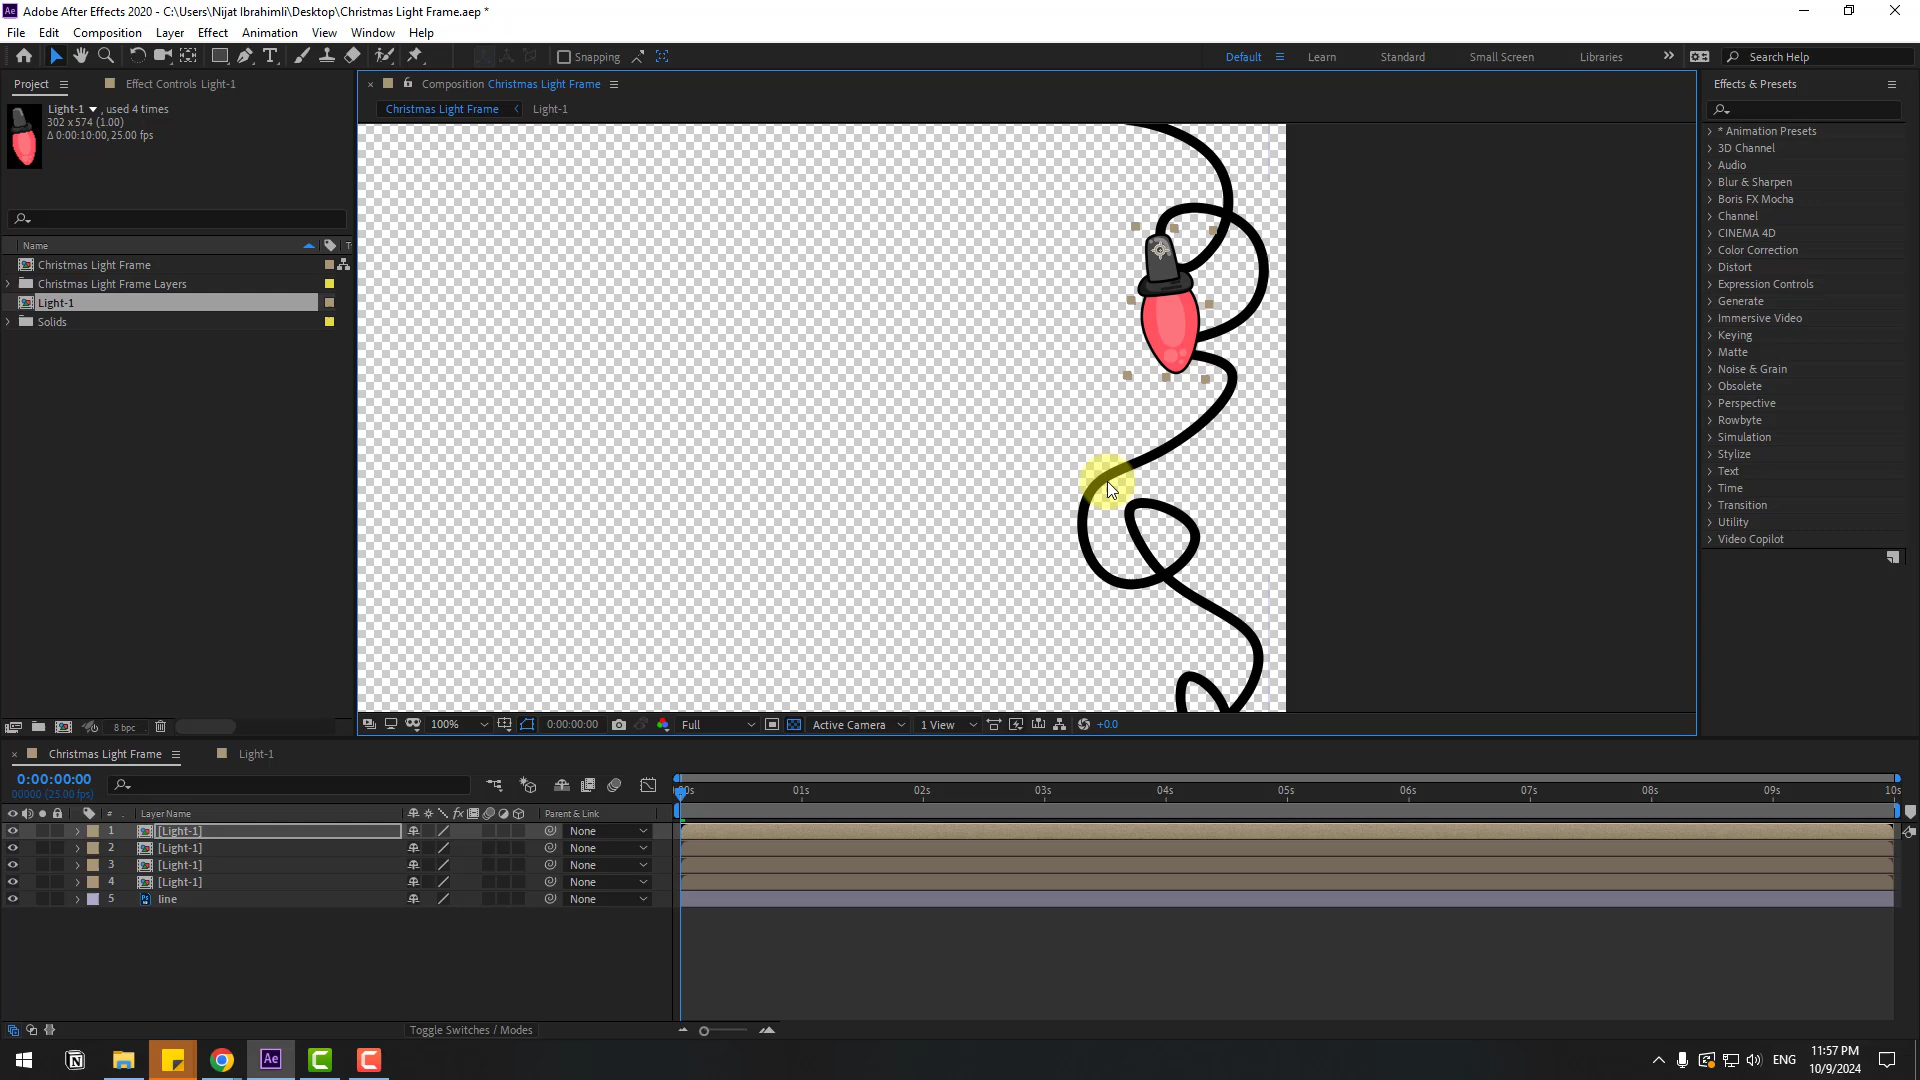 Adobe After Effects 2020 - C:\Users\Nijat Ibrahimli\Desktop\Christmas Light Frame.aep *
File Edit Composition Layer Effect Animation View Window Help
Snapping
Default Learn Standard Small Screen Libraries Search Help
Project Effect Controls Light-1
Light-1 , used 4 times
302 x 574 (1.00)
Δ 0:00:10:00, 25.00 fps
Name
Christmas Light Frame
Christmas Light Frame Layers
Light-1
Solids
8 bpc
Composition Christmas Light Frame
Christmas Light Frame Light-1
100% 0:00:00:00 Full Active Camera 1 View +0.0
Effects & Presets
* Animation Presets
3D Channel
Audio
Blur & Sharpen
Boris FX Mocha
Channel
CINEMA 4D
Color Correction
Distort
Expression Controls
Generate
Immersive Video
Keying
Matte
Noise & Grain
Obsolete
Perspective
Rowbyte
Simulation
Stylize
Text
Time
Transition
Utility
Video Copilot
Christmas Light Frame Light-1
0:00:00:00
00000 (25.00 fps)
01s 02s 03s 04s 05s 06s 07s 08s 09s 10s
# Layer Name Parent & Link
1 [Light-1] None
2 [Light-1] None
3 [Light-1] None
4 [Light-1] None
5 line None
Toggle Switches / Modes
ENG
11:57 PM
10/9/2024